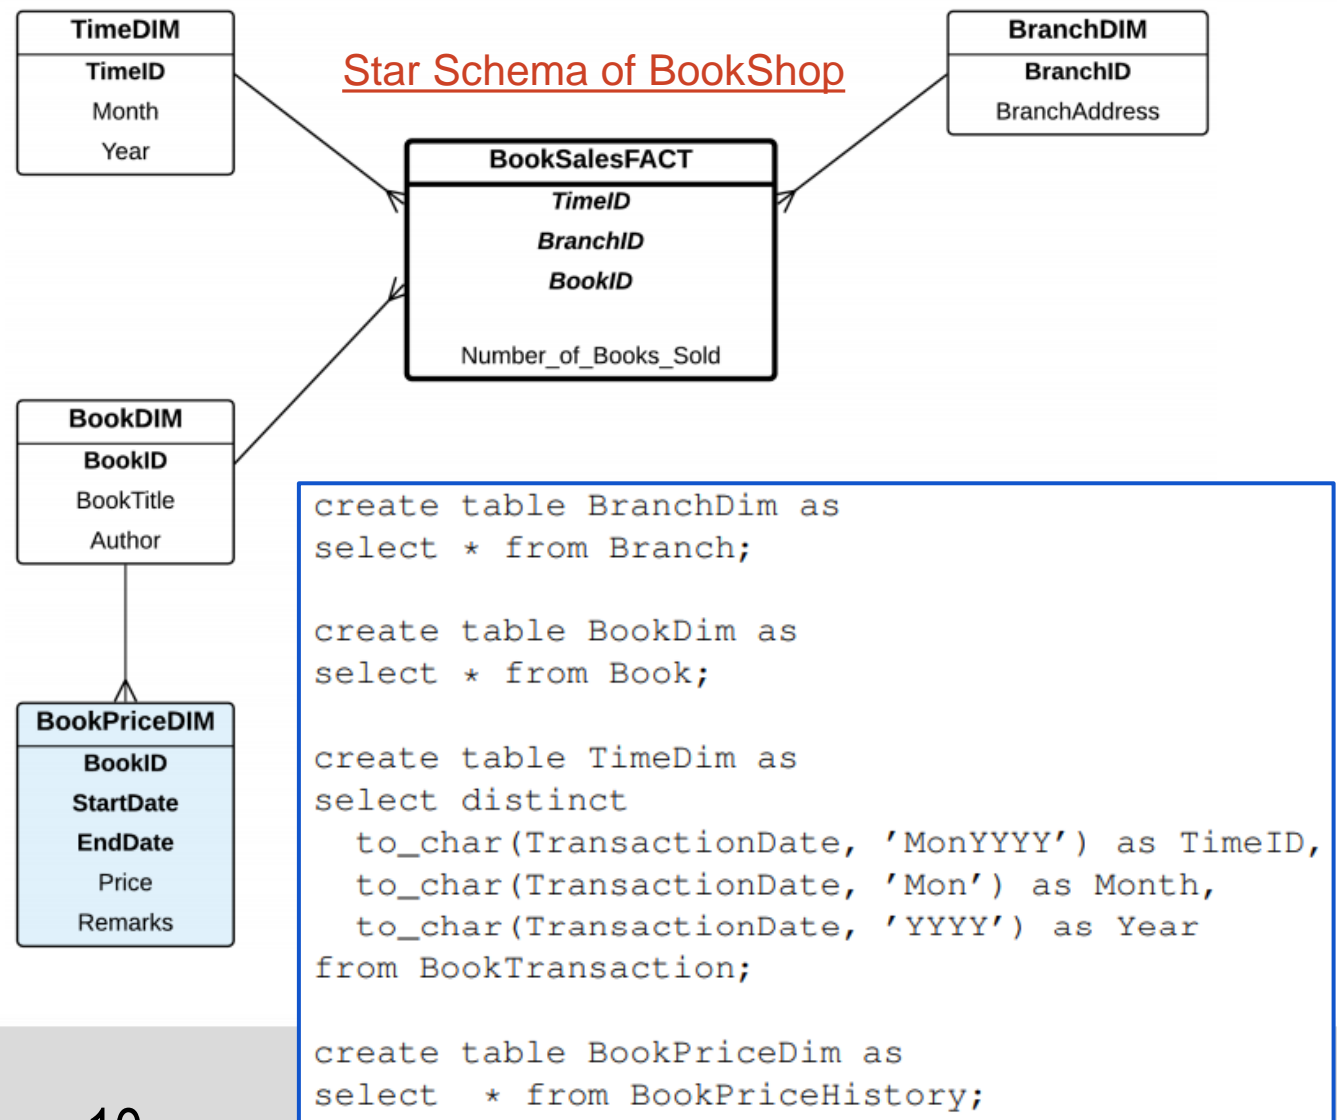 TimeDIM
TimeID
Month
Year
Star Schema of BookShop
BranchDIM
BranchID
BranchAddress
BookSalesFACT
TimeID
BranchID
BookID
Number_of_Books_Sold
BookDIM
BookID
BookTitle
Author
BookPriceDIM
BookID
StartDate
EndDate
Price
Remarks
create table BranchDim as
select * from Branch;
create table BookDim as
select * from Book;
create table TimeDim as
select distinct
to_char(TransactionDate, ’MonYYYY’) as TimeID,
to_char(TransactionDate, ’Mon’) as Month,
to_char(TransactionDate, ’YYYY’) as Year
from BookTransaction;
create table BookPriceDim as
select * from BookPriceHistory;